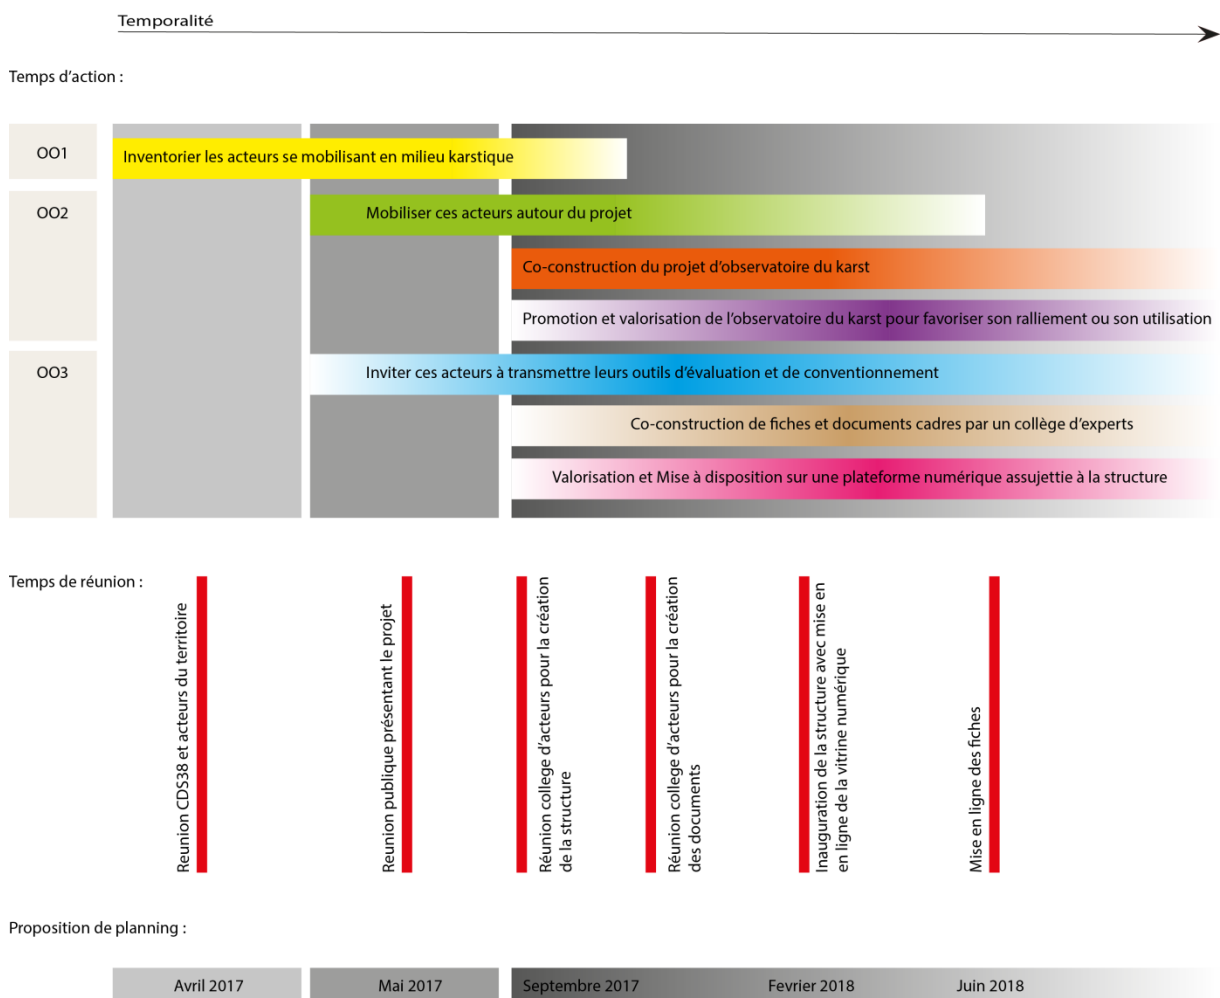 Temporalité
Temps d'action :
OO1
Inventorier les acteurs se mobilisant en milieu karstique
OO2
Mobiliser ces acteurs autour du projet
Co-construction du projet d'observatoire du karst
Promotion et valorisation de l'observatoire du karst pour favoriser son ralliement ou son utilisation
OO3
Inviter ces acteurs à transmettre leurs outils d'évaluation et de conventionnement
Co-construction de fiches et documents cadres par un collège d'experts
Valorisation et Mise à disposition sur une plateforme numérique assujettie à la structure
Temps de réunion :
Reunion CDS38 et acteurs du territoire
Reunion publique présentant le projet
Réunion college d'acteurs pour la création
de la structure
Réunion college d'acteurs pour la création
des documents
Inauguration de la structure avec mise en
en ligne de la vitrine numérique
Mise en ligne des fiches
Proposition de planning :
Avril 2017
Mai 2017
Septembre 2017
Fevrier 2018
Juin 2018